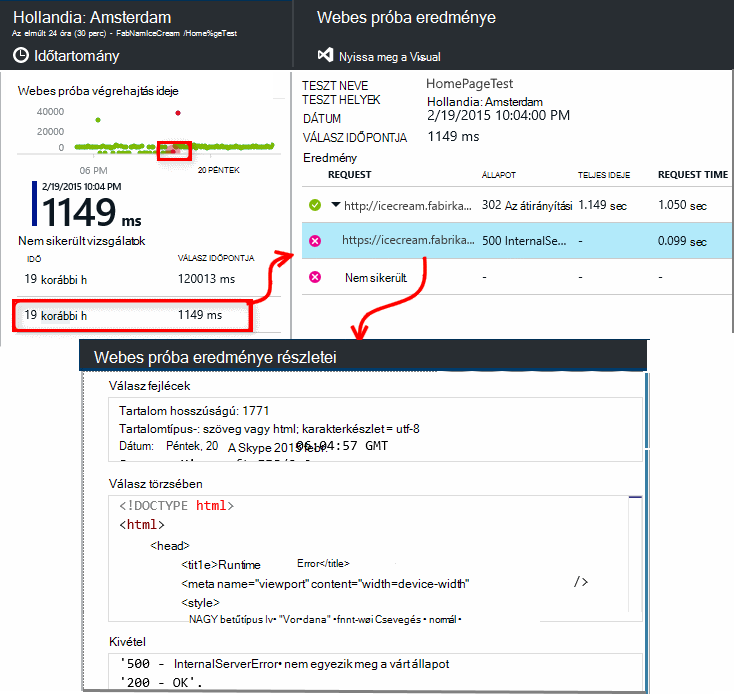 Hollandia: Amsterdam
Az elmúlt 24 óra (30 perc) - FabNamIceCream /Home%geTest
Időtartomány
Webes próba végrehajtás ideje
40000
20000
0
06 PM
20 PÉNTEK
2/19/2015 10:04 PM
1149 ms
Nem sikerült vizsgálatok
IDŐ VÁLASZ IDŐPONTJA
19 korábbi h 120013 ms
19 korábbi h 1149 ms
Webes próba eredménye
Nyissa meg a Visual
TESZT NEVE HomePageTest
TESZT HELYEK Hollandia: Amsterdam
DÁTUM 2/19/2015 10:04:00 PM
VÁLASZ IDŐPONTJA 1149 ms
Eredmény
REQUEST ÁLLAPOT TELJES IDEJE REQUEST TIME
http://icecream.fabirka... 302 Az átirányítási 1.149 sec 1.050 sec
https://icecream.fabrika... 500 InternalSe... - 0.099 sec
Nem sikerült - - -
Webes próba eredménye részletei
Válasz fejlécek
Tartalom hosszúságú: 1771
Tartalomtípus-: szöveg vagy html; karakterkészlet = utf-8
Dátum: Péntek, 20 A Skype 2015 febr. 06:04:57 GMT
Válasz törzsében
<!DOCTYPE html>
<html>
<head>
<tit1e>Runtime Error</title>
<meta name="viewport" content="width=device-width" />
<style>
NAGY betűtípus lv• "Vor•dana" •fnnt-wøi Csevegés • normál •
Kivétel
'500 - InternalServerError• nem egyezik meg a várt állapot
'200 - OK'.